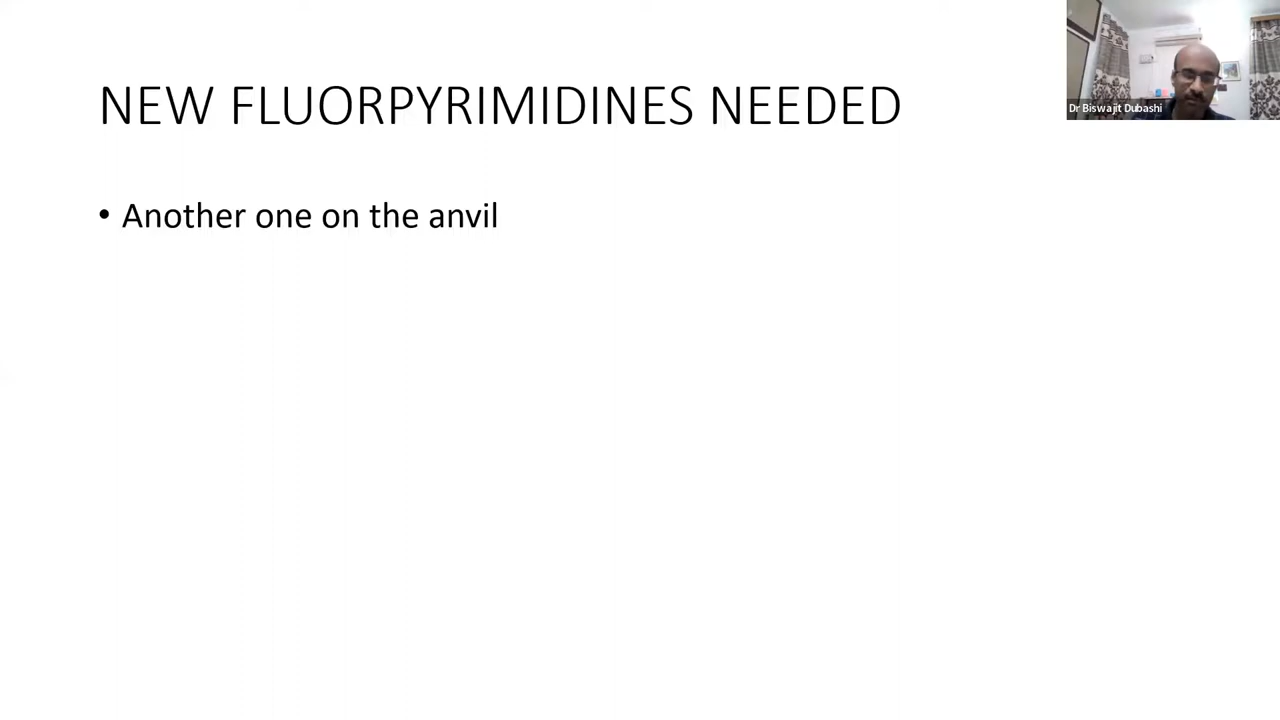 NEW FLUORPYRIMIDINES NEEDED
• Another one on the anvil
Dr Biswajit Dubashi